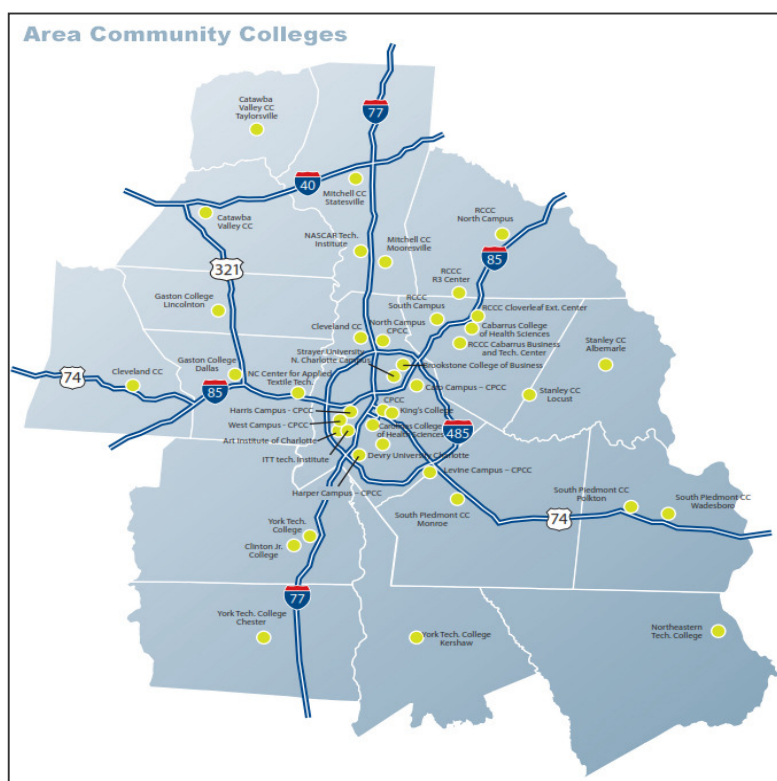 Area Community Colleges
77
Catawba
Valley CC
Taylorsville
40
Mitchell CC
Statesville
Catawba
Valley CC
RCCC
North Campus
NASCAR Tech.
Institute
Mitchell CC
Mooresville
85
321
RCCC
R3 Center
Gaston College
Lincolnton
RCCC
South Campus
RCCC Cloverleaf Ext. Center
Cleveland CC
North Campus
CPCC
Cabarrus College
of Health Sciences
RCCC Cabarrus Business
and Tech. Center
Stanley CC
Albemarle
Strayer University
N. Charlotte Campus
Brookstone College of Business
74
Cleveland CC
Gaston College
Dallas
NC Center for Applied
Textile Tech.
85
Cato Campus – CPCC
Stanley CC
Locust
Harris Campus - CPCC
CPCC
King's College
West Campus - CPCC
Carolinas College
of Health Sciences
Art Institute of Charlotte
485
ITT tech. Institute
Devry University Charlotte
Levine Campus – CPCC
Harper Campus – CPCC
South Piedmont CC
Monroe
South Piedmont CC
Polkton
South Piedmont CC
Wadesboro
74
York Tech.
College
Clinton Jr.
College
77
York Tech. College
Chester
York Tech. College
Kershaw
Northeastern
Tech. College